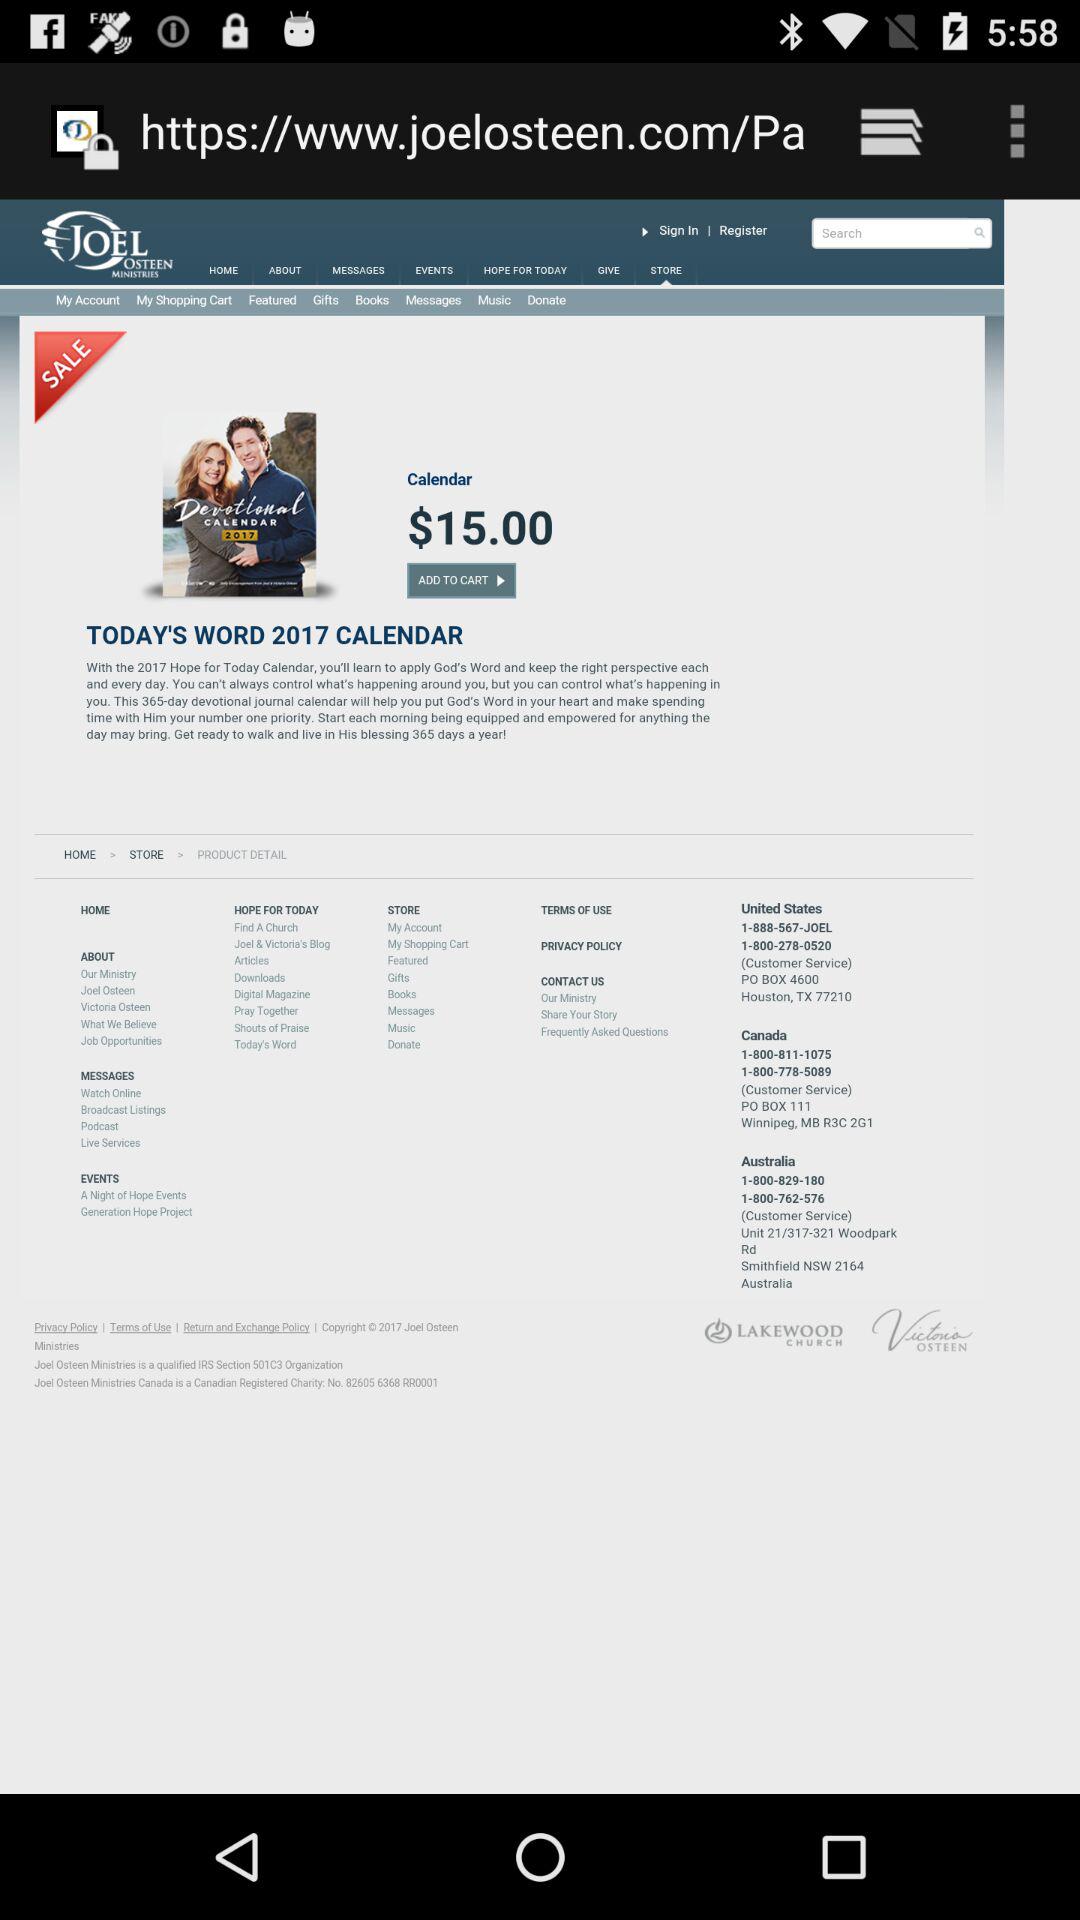 FAK
5:58
https://www.joelosteen.com/Pa
JOEL
OSTEEN
MINISTRIES
Sign In | Register
Search
HOME ABOUT MESSAGES EVENTS HOPE FOR TODAY GIVE STORE
My Account My Shopping Cart Featured Gifts Books Messages Music Donate
SALE
Devotional
CALENDAR
2017
Calendar
$15.00
ADD TO CART
TODAY'S WORD 2017 CALENDAR
With the 2017 Hope for Today Calendar, you'll learn to apply God's Word and keep the right perspective each
and every day. You can't always control what's happening around you, but you can control what's happening in
you. This 365-day devotional journal calendar will help you put God's Word in your heart and make spending
time with Him your number one priority. Start each morning being equipped and empowered for anything the
day may bring. Get ready to walk and live in His blessing 365 days a year!
HOME > STORE > PRODUCT DETAIL
HOME
ABOUT
Our Ministry
Joel Osteen
Victoria Osteen
What We Believe
Job Opportunities
MESSAGES
Watch Online
Broadcast Listings
Podcast
Live Services
EVENTS
A Night of Hope Events
Generation Hope Project
HOPE FOR TODAY
Find A Church
Joel & Victoria's Blog
Articles
Downloads
Digital Magazine
Pray Together
Shouts of Praise
Today's Word
STORE
My Account
My Shopping Cart
Featured
Gifts
Books
Messages
Music
Donate
TERMS OF USE
PRIVACY POLICY
CONTACT US
Our Ministry
Share Your Story
Frequently Asked Questions
United States
1-888-567-JOEL
1-800-278-0520
(Customer Service)
PO BOX 4600
Houston, TX 77210
Canada
1-800-811-1075
1-800-778-5089
(Customer Service)
PO BOX 111
Winnipeg, MB R3C 2G1
Australia
1-800-829-180
1-800-762-576
(Customer Service)
Unit 21/317-321 Woodpark
Rd
Smithfield NSW 2164
Australia
Privacy Policy | Terms of Use | Return and Exchange Policy | Copyright © 2017 Joel Osteen
Ministries
Joel Osteen Ministries is a qualified IRS Section 501C3 Organization
Joel Osteen Ministries Canada is a Canadian Registered Charity: No. 82605 6368 RR0001
LAKEWOOD
CHURCH
Victoria
OSTEEN